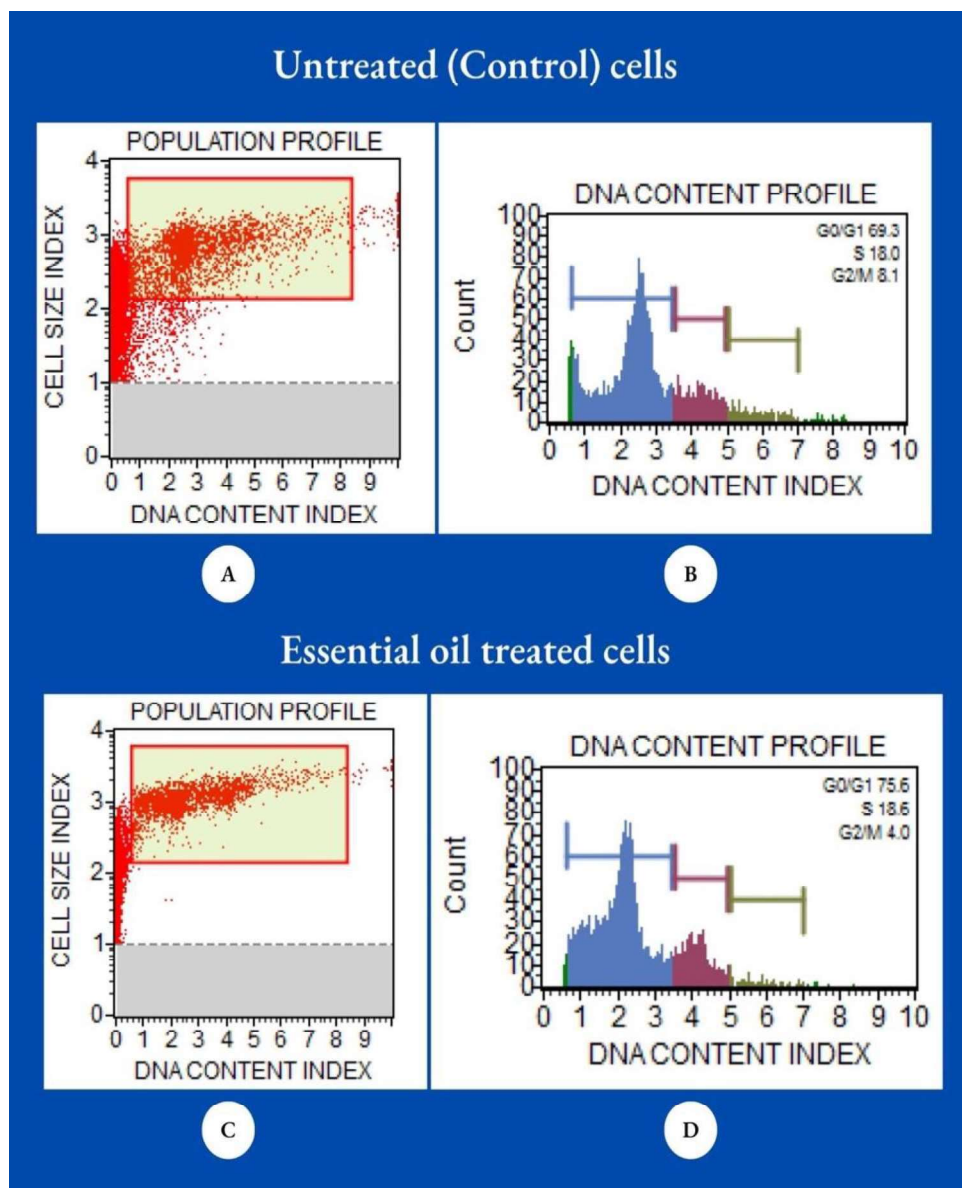 Untreated (Control) cells
POPULATION PROFILE
4
3
2
1
0
CELL SIZE INDEX
0 1 2 3 4 5 6 7 8 9
DNA CONTENT INDEX
A
DNA CONTENT PROFILE
100
90
80
70
60
50
40
30
20
10
0
Count
G0/G1 69.3
S 18.0
G2/M 8.1
0 1 2 3 4 5 6 7 8 9 10
DNA CONTENT INDEX
B
Essential oil treated cells
POPULATION PROFILE
4
3
2
1
0
CELL SIZE INDEX
0 1 2 3 4 5 6 7 8 9
DNA CONTENT INDEX
C
DNA CONTENT PROFILE
100
90
80
70
60
50
40
30
20
10
0
Count
G0/G1 75.6
S 18.6
G2/M 4.0
0 1 2 3 4 5 6 7 8 9 10
DNA CONTENT INDEX
D